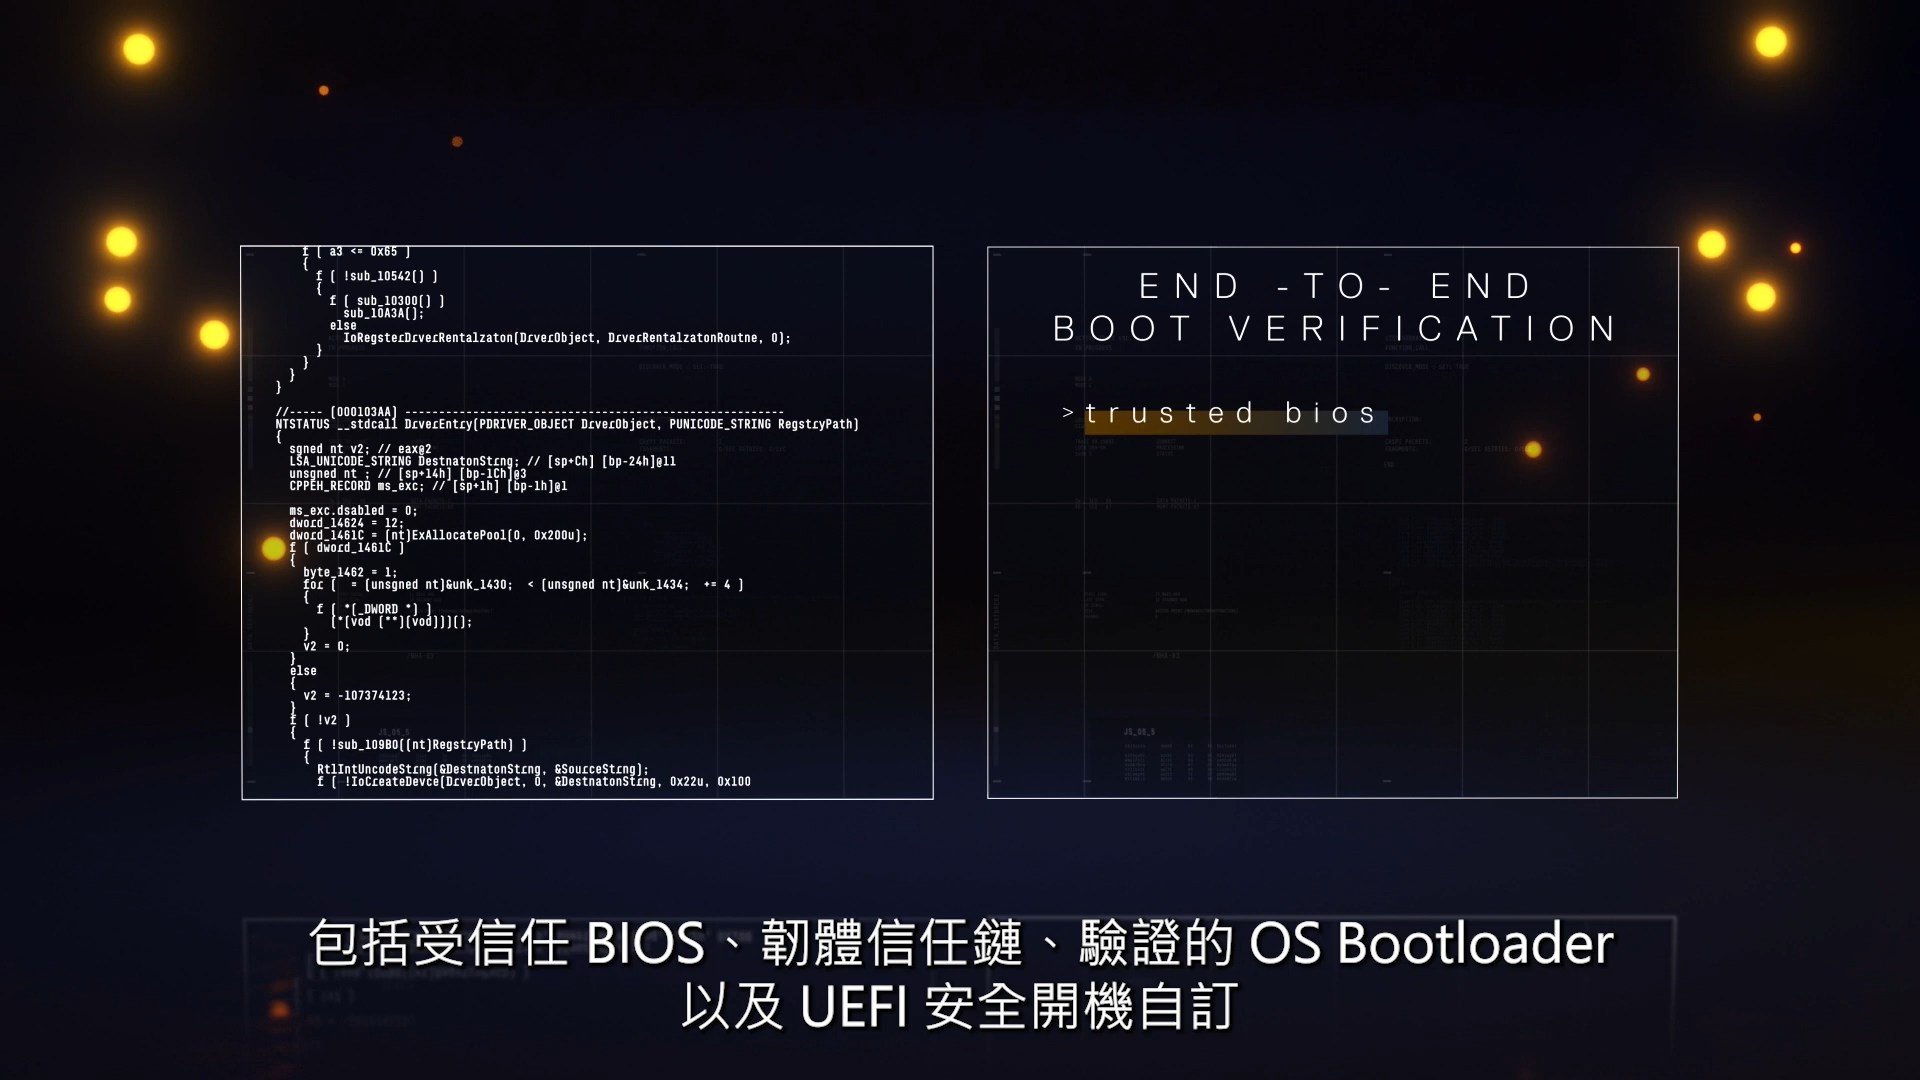 f ( a3 <= 0x65 )
{
f ( !sub_10542() )
{
f ( sub_10300() )
sub_10A3A();
else
IoRegsterDrverRentalzaton(DrverObject, DrverRentalzatonRoutne, 0);
}
}
}
}
//----- (000103AA) --------------------------------------------------------
NTSTATUS __stdcall DrverEntry(PDRIVER_OBJECT DrverObject, PUNICODE_STRING RegstryPath)
{
sgned nt v2; // eax@2
LSA_UNICODE_STRING DestnatonStrng; // [sp+Ch] [bp-24h]@11
unsgned nt ; // [sp+14h] [bp-1Ch]@3
CPPEH_RECORD ms_exc; // [sp+1h] [bp-1h]@1
ms_exc.dsabled = 0;
dword_14624 = 12;
dword_1461C = (nt)ExAllocatePool(0, 0x200u);
f ( dword_1461C )
{
byte_1462 = 1;
for (  = (unsgned nt)&unk_1430;  < (unsgned nt)&unk_1434;  += 4 )
{
f ( *(_DWORD *) )
(*(vod (**)(vod)))();
}
v2 = 0;
}
else
{
v2 = -107374123;
}
f ( !v2 )
{
f ( !sub_109B0((nt)RegstryPath) )
{
RtlIntUncodeStrng(&DestnatonStrng, &SourceStrng);
f ( !IoCreateDevce(DrverObject, 0, &DestnatonStrng, 0x22u, 0x100
END -TO- END
BOOT VERIFICATION
>trusted bios
包括受信任 BIOS、韌體信任鏈、驗證的 OS Bootloader
以及 UEFI 安全開機自訂